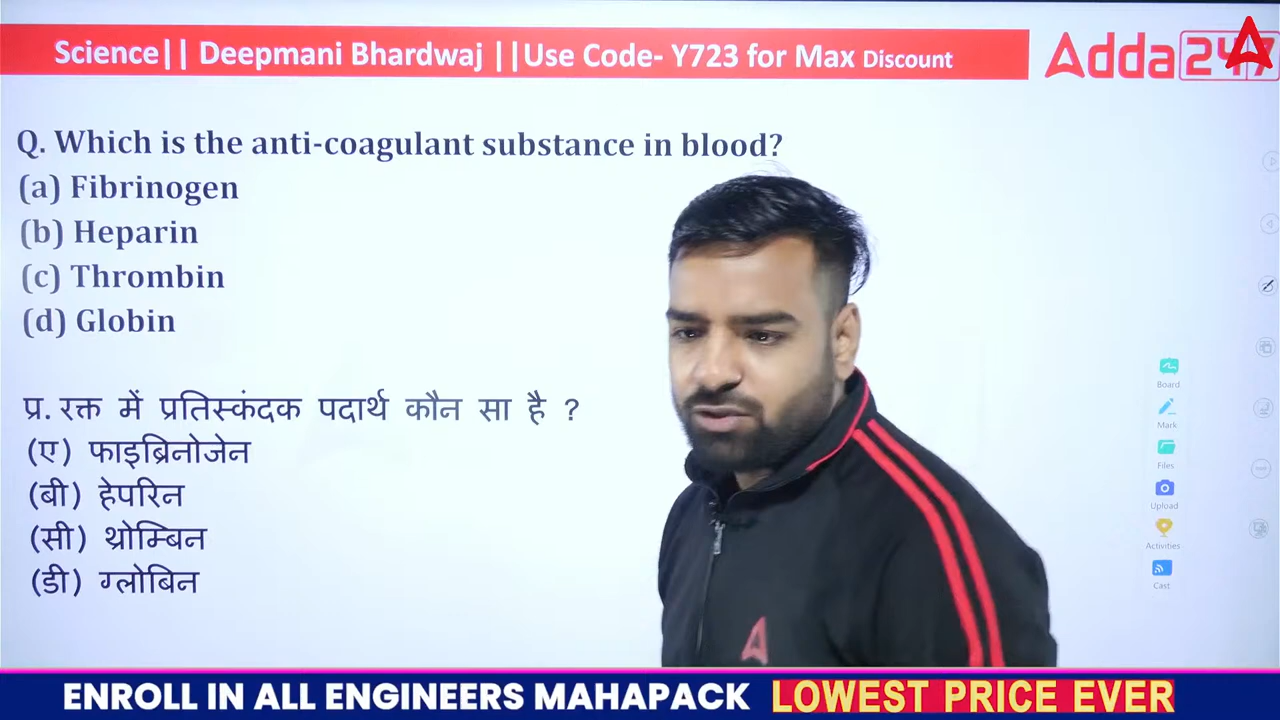 Science|| Deepmani Bhardwaj ||Use Code- Y723 for Max Discount
Adda247
Q. Which is the anti-coagulant substance in blood?
(a) Fibrinogen
(b) Heparin
(c) Thrombin
(d) Globin
प्र. रक्त में प्रतिस्कंदक पदार्थ कौन सा है ?
(ए) फाइब्रिनोजेन
(बी) हेपरिन
(सी) थ्रोम्बिन
(डी) ग्लोबिन
Board
Mark
Files
Upload
Activities
Cast
ENROLL IN ALL ENGINEERS MAHAPACK LOWEST PRICE EVER